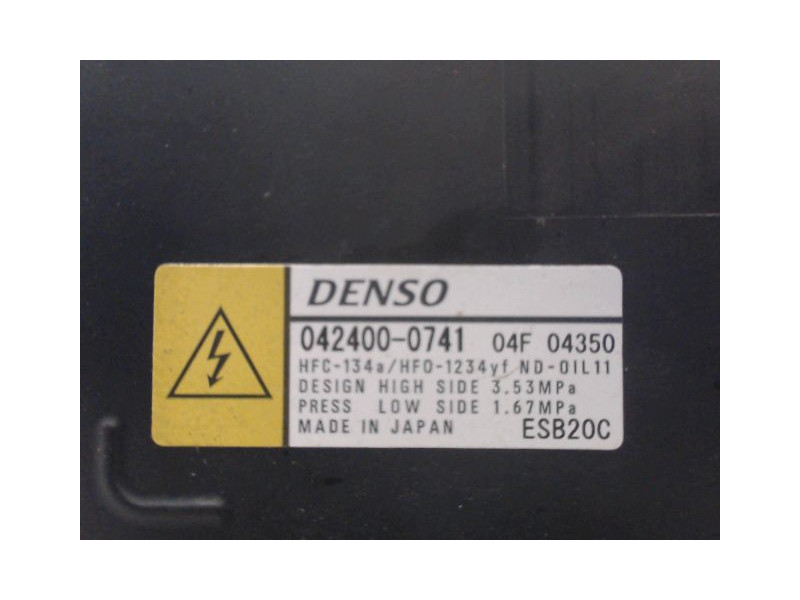 DENSO
042400-0741 04F 04350
HFC-134a/HFO-1234yf ND-OIL11
DESIGN HIGH SIDE 3.53MPa
PRESS LOW SIDE 1.67MPa
MADE IN JAPAN ESB20C